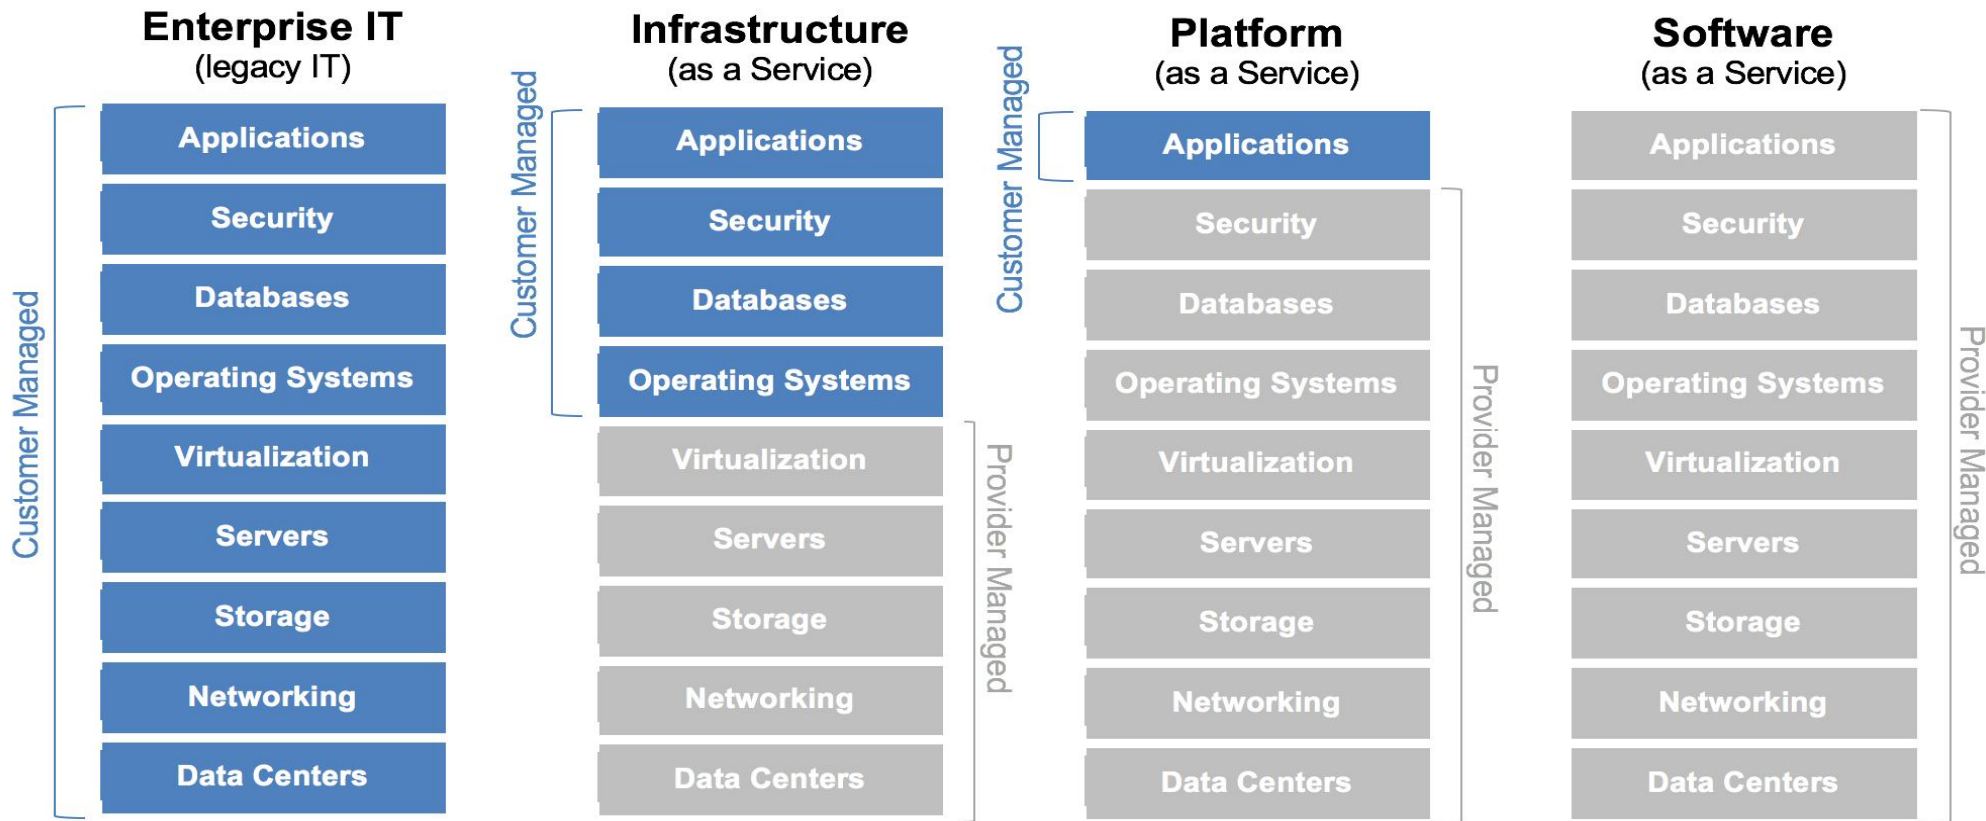 Enterprise IT
(legacy IT)
Customer Managed
Applications
Security
Databases
Operating Systems
Virtualization
Servers
Storage
Networking
Data Centers
Infrastructure
(as a Service)
Customer Managed
Applications
Security
Databases
Operating Systems
Virtualization
Servers
Storage
Networking
Data Centers
Provider Managed
Platform
(as a Service)
Customer Managed
Applications
Security
Databases
Operating Systems
Virtualization
Servers
Storage
Networking
Data Centers
Provider Managed
Software
(as a Service)
Applications
Security
Databases
Operating Systems
Virtualization
Servers
Storage
Networking
Data Centers
Provider Managed